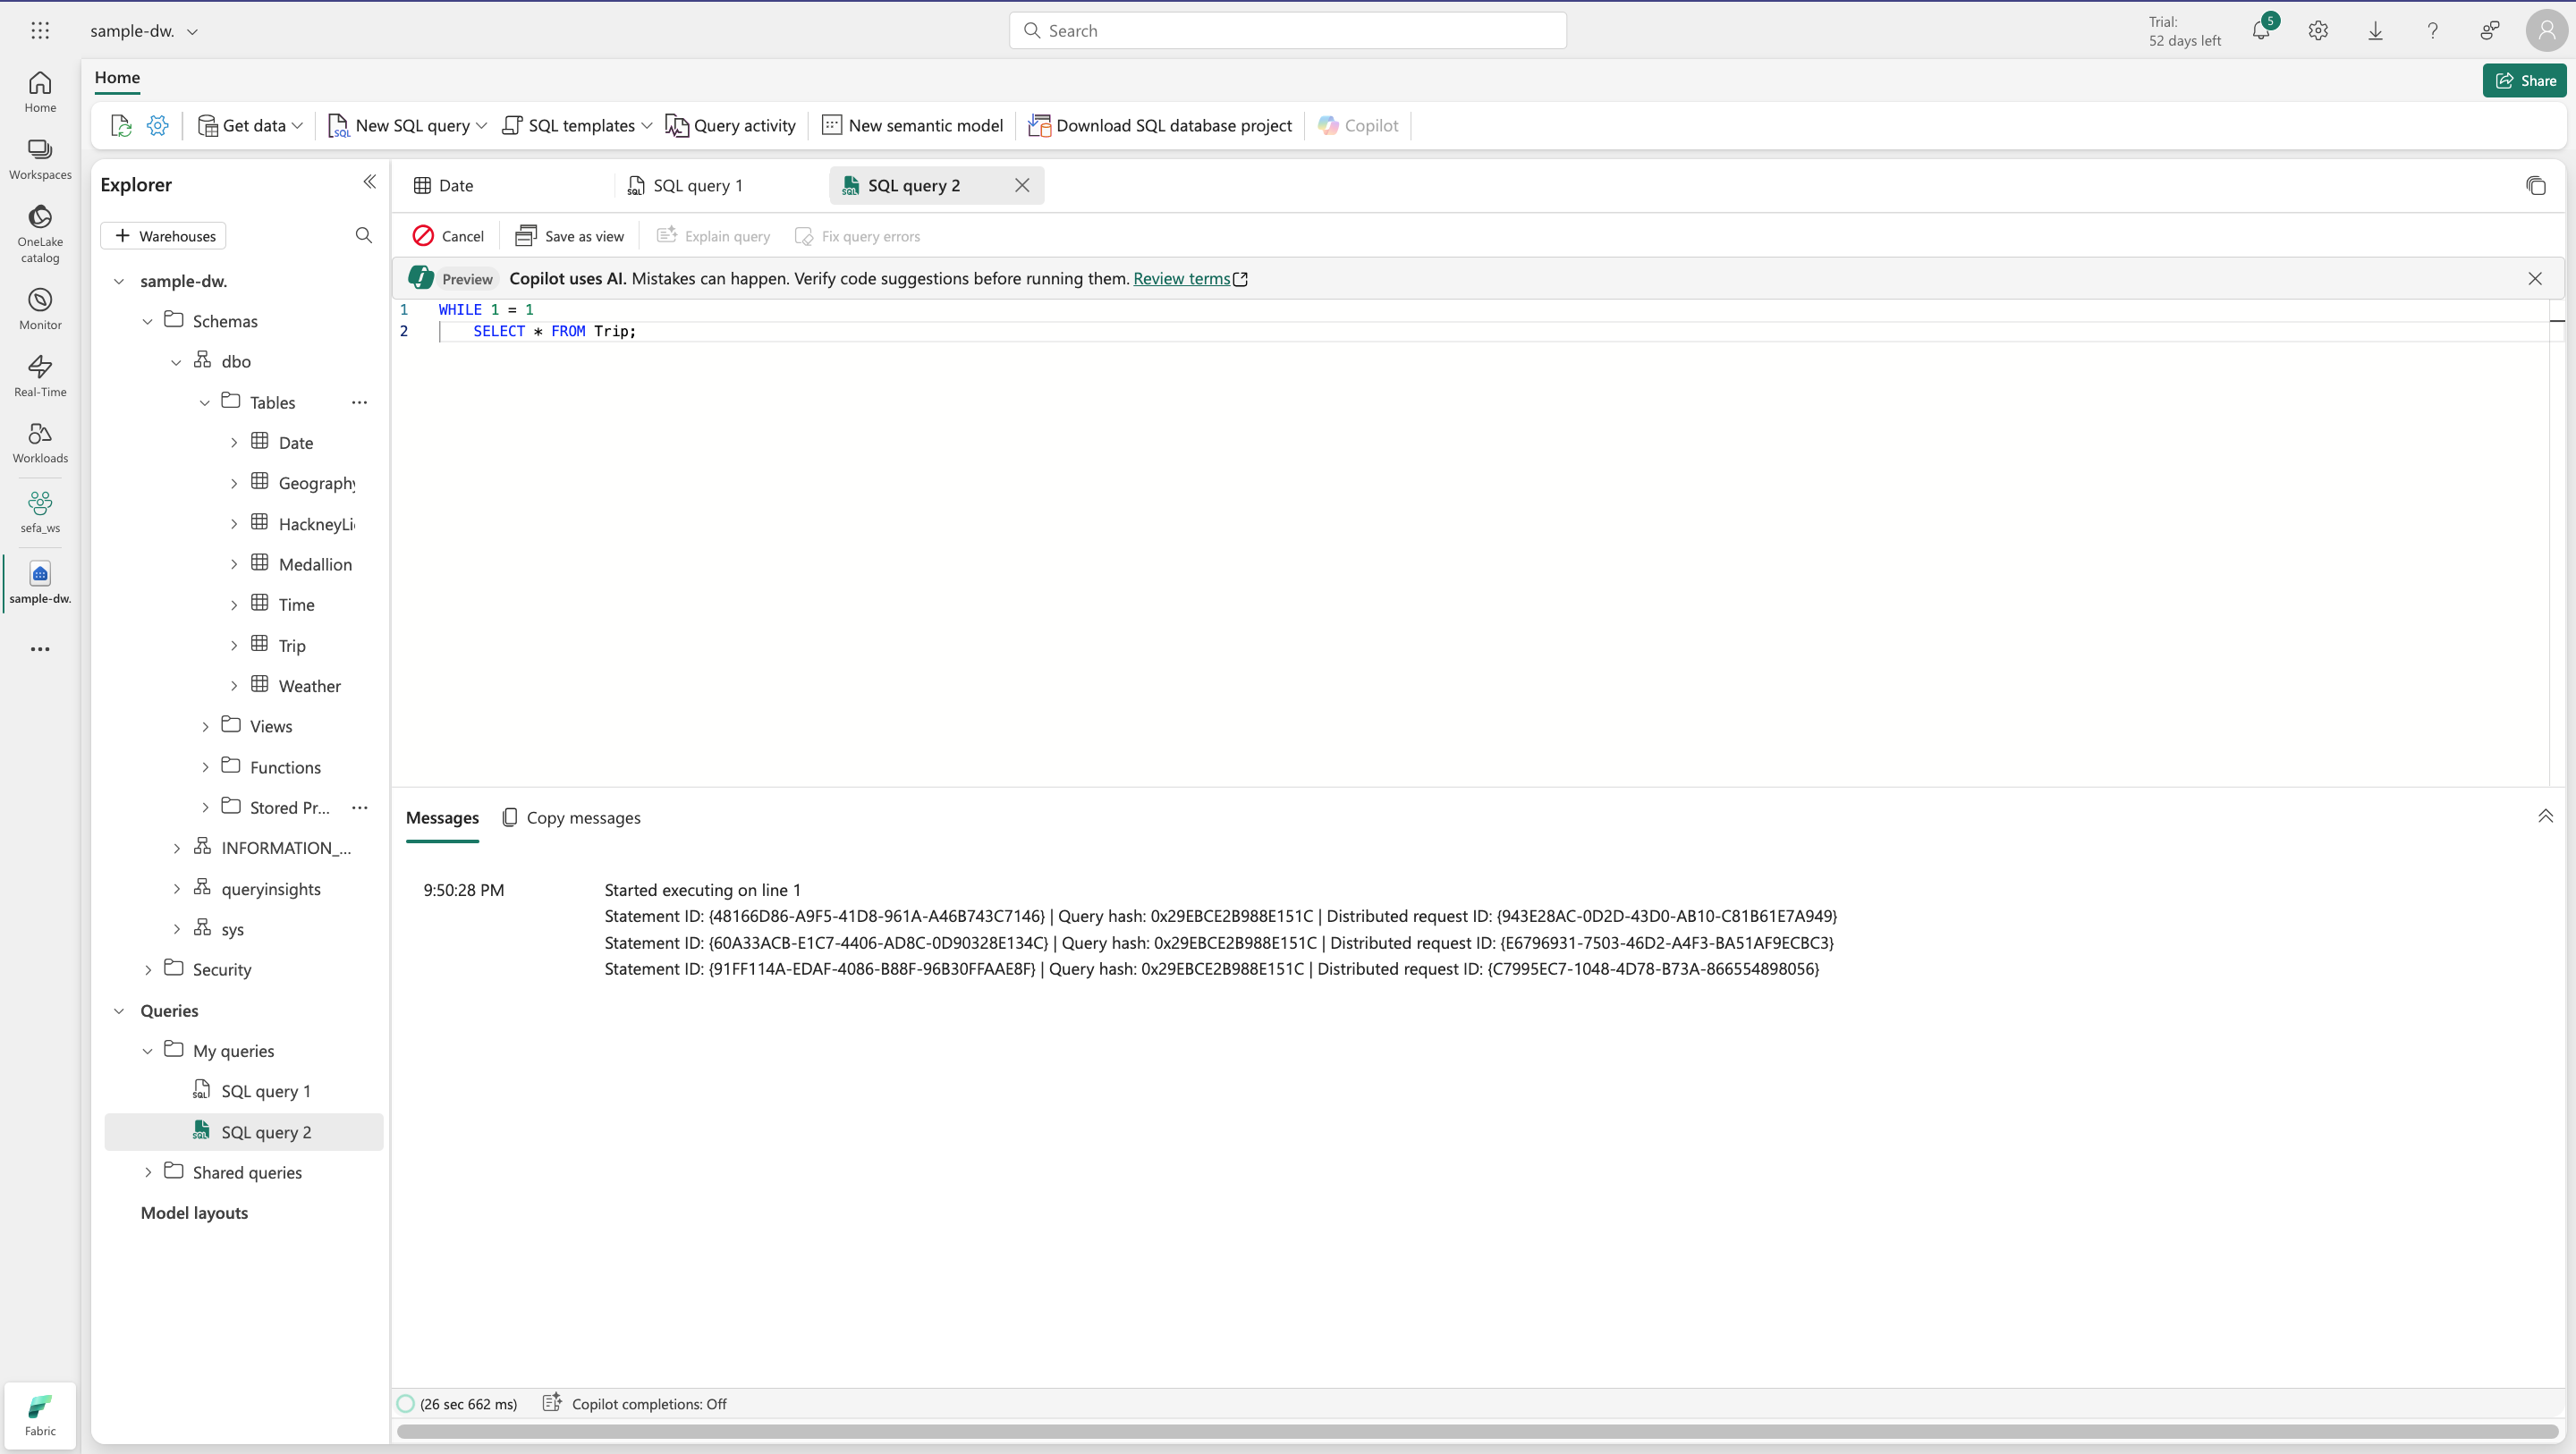 sample-dw.
Search
Trial:
52 days left
5
Home
Share
Get data
New SQL query
SQL templates
Query activity
New semantic model
Download SQL database project
Copilot
Home
Workspaces
OneLake
catalog
Monitor
Real-Time
Workloads
sefa_ws
sample-dw.
Fabric
Explorer
Warehouses
sample-dw.
Schemas
dbo
Tables
Date
Geography
HackneyLi
Medallion
Time
Trip
Weather
Views
Functions
Stored Pr...
INFORMATION_...
queryinsights
sys
Security
Queries
My queries
SQL query 1
SQL query 2
Shared queries
Model layouts
Date
SQL query 1
SQL query 2
Cancel
Save as view
Explain query
Fix query errors
Preview Copilot uses AI. Mistakes can happen. Verify code suggestions before running them. Review terms
1 WHILE 1 = 1
2 SELECT * FROM Trip;
Messages
Copy messages
9:50:28 PM Started executing on line 1
Statement ID: {48166D86-A9F5-41D8-961A-A46B743C7146} | Query hash: 0x29EBCE2B988E151C | Distributed request ID: {943E28AC-0D2D-43D0-AB10-C81B61E7A949}
Statement ID: {60A33ACB-E1C7-4406-AD8C-0D90328E134C} | Query hash: 0x29EBCE2B988E151C | Distributed request ID: {E6796931-7503-46D2-A4F3-BA51AF9ECBC3}
Statement ID: {91FF114A-EDAF-4086-B88F-96B30FFAAE8F} | Query hash: 0x29EBCE2B988E151C | Distributed request ID: {C7995EC7-1048-4D78-B73A-866554898056}
(26 sec 662 ms)
Copilot completions: Off